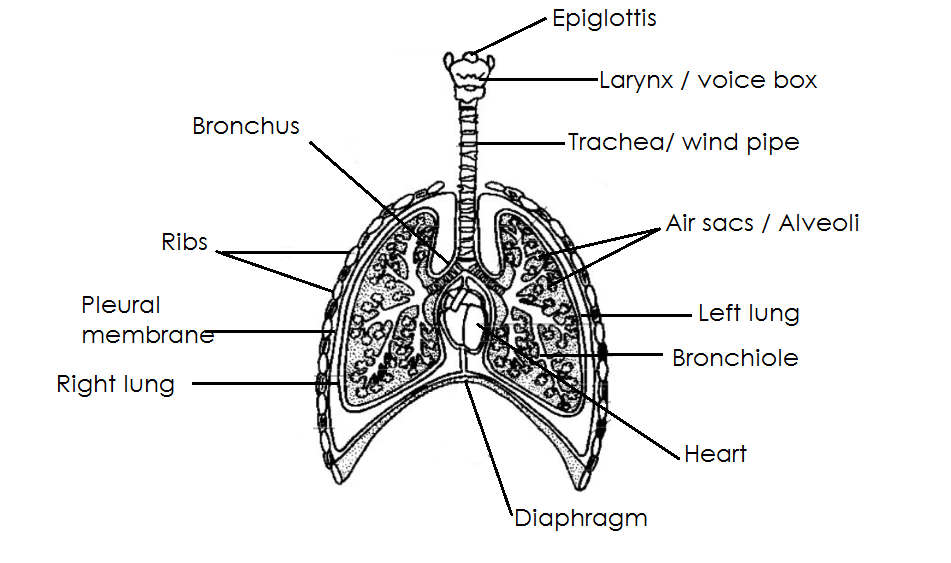 Epiglottis
Larynx / voice box
Bronchus
Trachea/ wind pipe
Air sacs / Alveoli
Ribs
Pleural
membrane
Left lung
Bronchiole
Right lung
Heart
Diaphragm